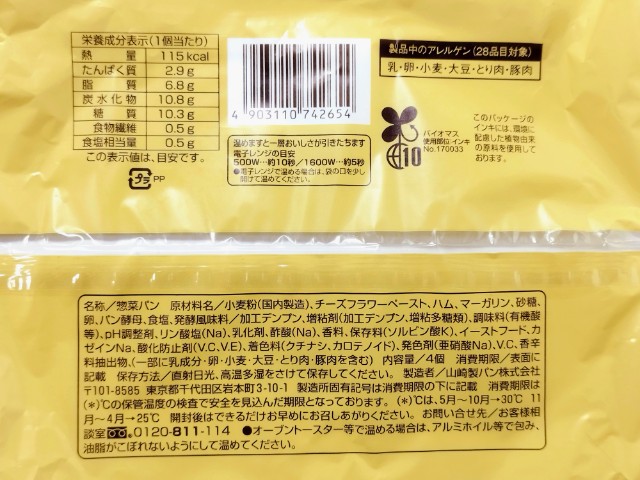 栄養成分表示(1個当たり)
熱量 115kcal
たんぱく質 2.9g
脂質 6.8g
炭水化物 10.8g
糖質 10.3g
食物繊維 0.5g
食塩相当量 0.5g
この表示値は、目安です。
プラ PP
4 903110 742654
温めますと一層おいしさが引きたちます
電子レンジの目安
500W…約10秒/1600W…約5秒
●電子レンジで温める場合は、袋の口を少し
開けて温めてください。
製品中のアレルゲン(28品目対象)
乳・卵・小麦・大豆・とり肉・豚肉
10
バイオマス
使用部位:インキ
No.170033
このパッケージの
インキには、環境に
配慮した植物由来
の原料を使用して
おります。
名称/惣菜パン 原材料名/小麦粉(国内製造)、チーズフラワーペースト、ハム、マーガリン、砂糖、
卵、パン酵母、食塩、発酵風味料/加工デンプン、増粘剤(加工デンプン、増粘多糖類)、調味料(有機酸
等)、pH調整剤、リン酸塩(Na)、乳化剤、酢酸(Na)、香料、保存料(ソルビン酸K)、イーストフード、カ
ゼインNa、酸化防止剤(V.C、V.E)、着色料(クチナシ、カロテノイド)、発色剤(亜硝酸Na)、V.C、香辛
料抽出物、(一部に乳成分・卵・小麦・大豆・とり肉・豚肉を含む) 内容量/4個 消費期限/表面に
記載 保存方法/直射日光、高温多湿をさけて保存してください。 製造者/山崎製パン株式会社
〒101-8585 東京都千代田区岩本町3-10-1 製造所固有記号は消費期限の下に記載 消費期限は
(*)℃の保管温度の検査で安全を見込んだ期限となっております。 (*)℃は、5月~10月→30℃ 11
月~4月→25℃ 開封後はできるだけお早めにお召しあがりください。 お問い合せ先/お客様相
談室 0120-811-114 ●オーブントースター等で温める場合は、アルミホイル等で包み、
油脂がこぼれないようにして温めてください。